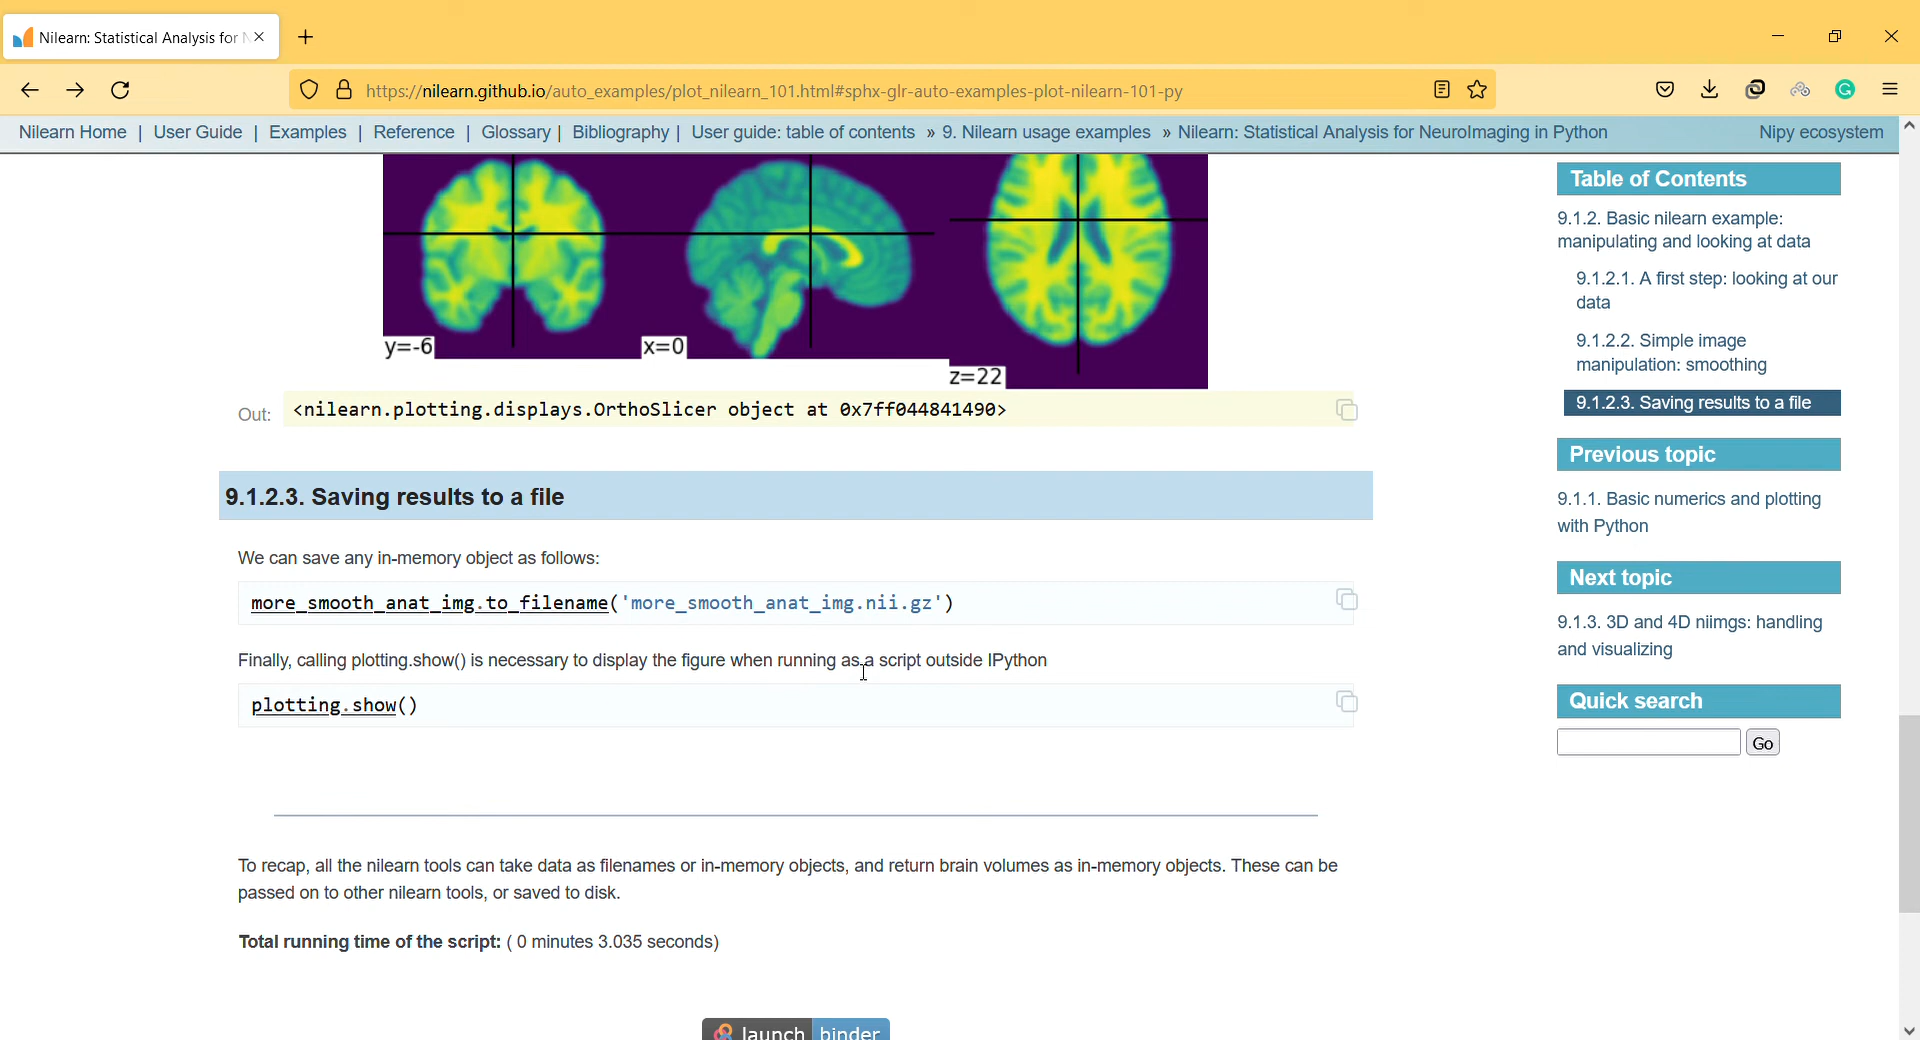 Nilearn: Statistical Analysis for N
https://nilearn.github.io/auto_examples/plot_nilearn_101.html#sphx-glr-auto-examples-plot-nilearn-101-py
Nilearn Home | User Guide | Examples | Reference | Glossary | Bibliography | User guide: table of contents » 9. Nilearn usage examples » Nilearn: Statistical Analysis for NeuroImaging in Python
Nipy ecosystem
y=-6
x=0
z=22
Out:
<nilearn.plotting.displays.OrthoSlicer object at 0x7ff044841490>
9.1.2.3. Saving results to a file
We can save any in-memory object as follows:
more_smooth_anat_img.to_filename('more_smooth_anat_img.nii.gz')
Finally, calling plotting.show() is necessary to display the figure when running as a script outside IPython
plotting.show()
To recap, all the nilearn tools can take data as filenames or in-memory objects, and return brain volumes as in-memory objects. These can be
passed on to other nilearn tools, or saved to disk.
Total running time of the script: ( 0 minutes 3.035 seconds)
launch binder
Table of Contents
9.1.2. Basic nilearn example:
manipulating and looking at data
9.1.2.1. A first step: looking at our
data
9.1.2.2. Simple image
manipulation: smoothing
9.1.2.3. Saving results to a file
Previous topic
9.1.1. Basic numerics and plotting
with Python
Next topic
9.1.3. 3D and 4D niimgs: handling
and visualizing
Quick search
Go